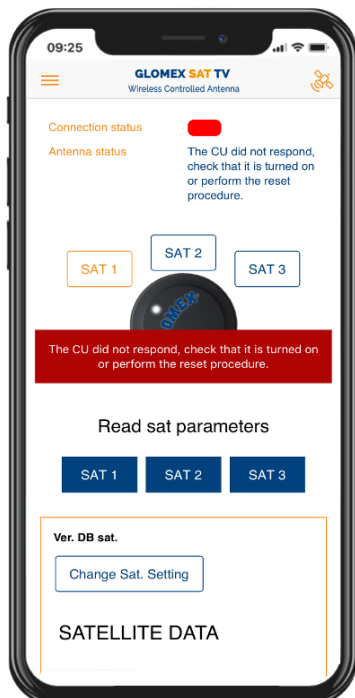 09:25
GLOMEX SAT TV
Wireless Controlled Antenna
Connection status
Antenna status
The CU did not respond,
check that it is turned on
or perform the reset
procedure.
SAT 1
SAT 2
SAT 3
OMEX
The CU did not respond, check that it is turned on
or perform the reset procedure.
Read sat parameters
SAT 1 SAT 2 SAT 3
Ver. DB sat.
Change Sat. Setting
SATELLITE DATA